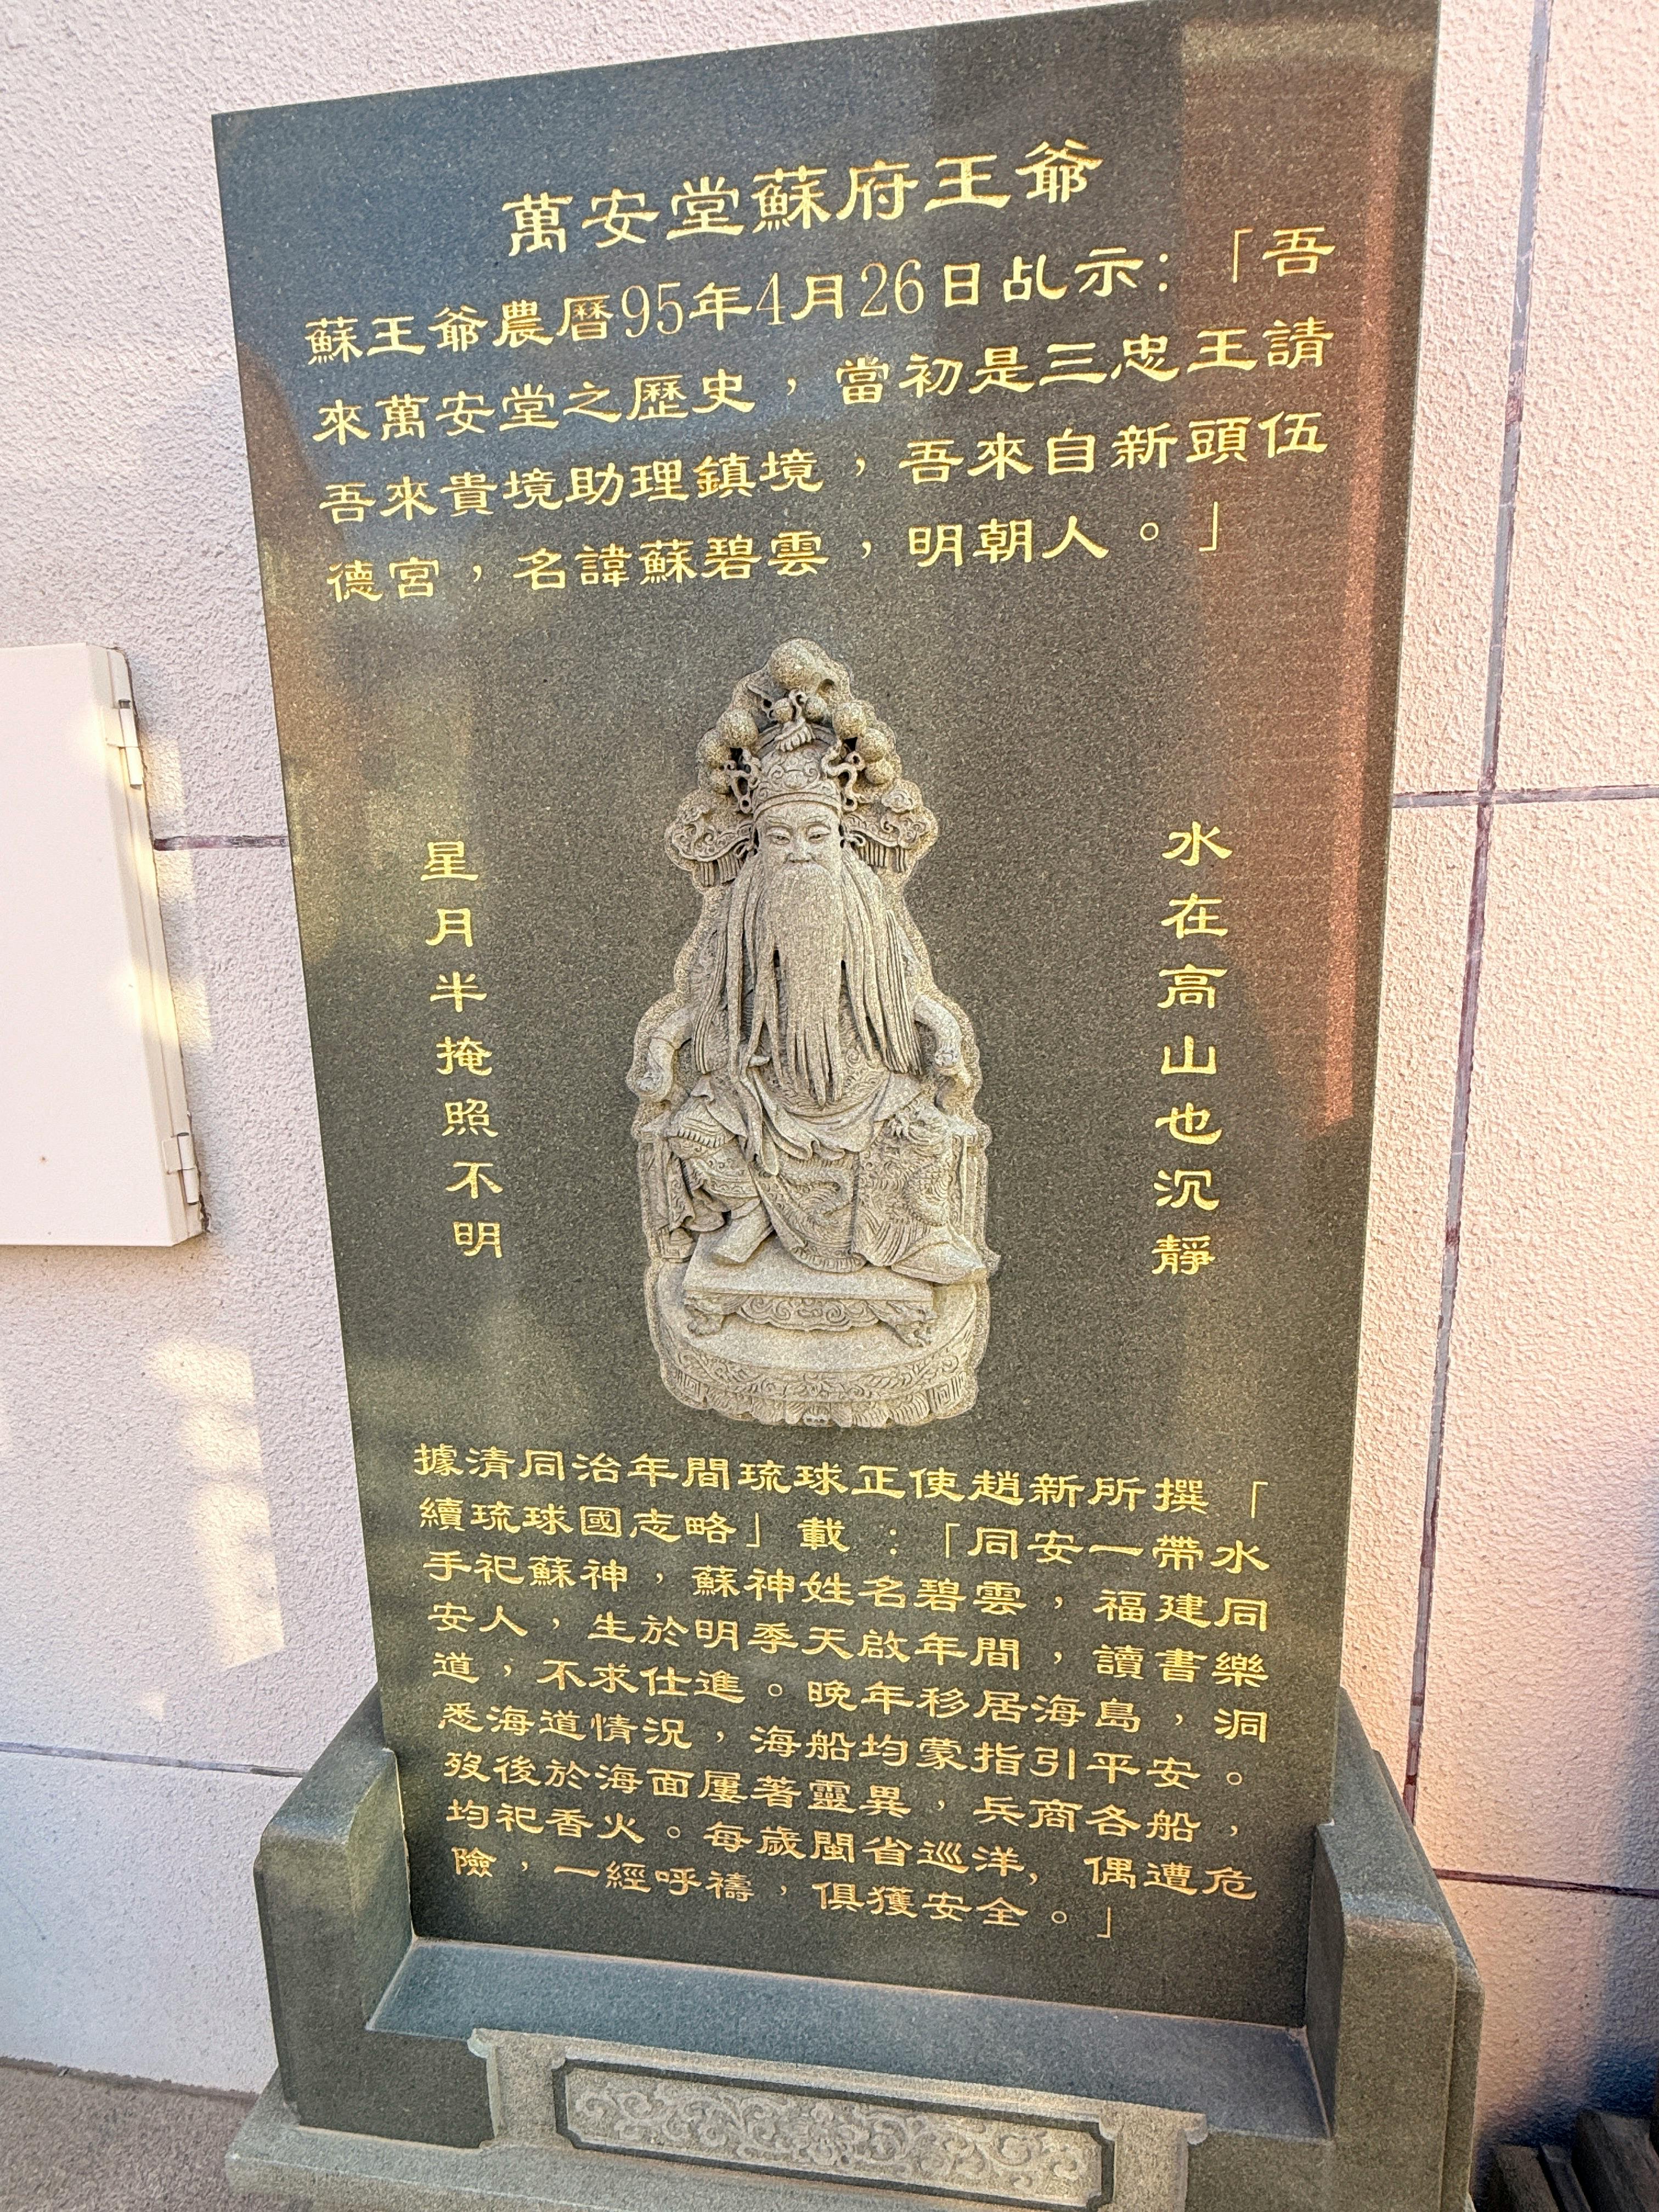 萬安堂蘇府王爺
蘇王爺農曆95年4月26日乩示:「吾
來萬安堂之歷史,當初是三忠王請
吾來貴境助理鎮境,吾來自新頭伍
德宮,名諱蘇碧雲,明朝人。」
水在高山也沉靜
星月半掩照不明
據清同治年間琉球正使趙新所撰「
續琉球國志略」載:「同安一帶水
手祀蘇神,蘇神姓名碧雲,福建同
安人,生於明季天啟年間,讀書樂
道,不求仕進。晚年移居海島,洞
悉海道情況,海船均蒙指引平安。
歿後於海面屢著靈異,兵商各船,
均祀香火。每歲閩省巡洋,偶遭危
險,一經呼禱,俱獲安全。」